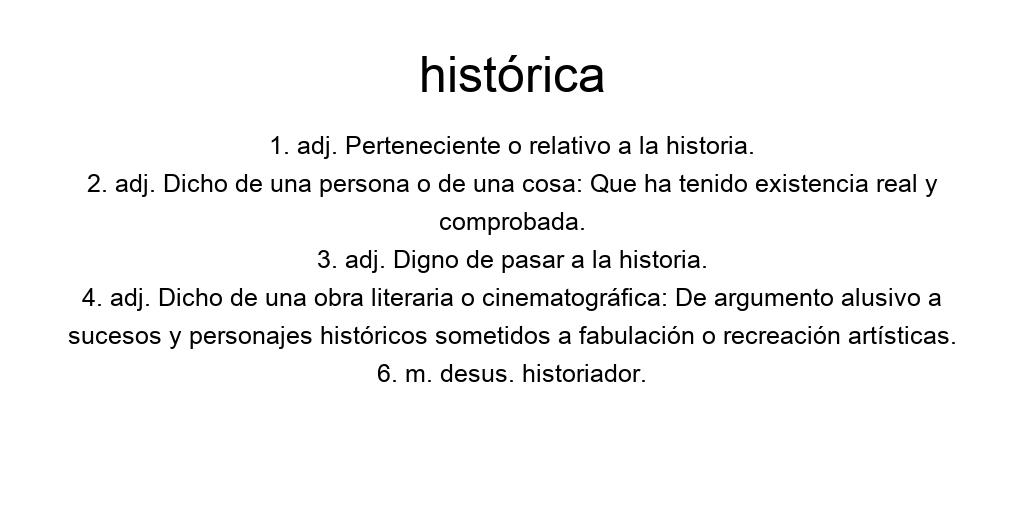 histórica
1. adj. Perteneciente o relativo a la historia.
2. adj. Dicho de una persona o de una cosa: Que ha tenido existencia real y
comprobada.
3. adj. Digno de pasar a la historia.
4. adj. Dicho de una obra literaria o cinematográfica: De argumento alusivo a
sucesos y personajes históricos sometidos a fabulación o recreación artísticas.
6. m. desus. historiador.